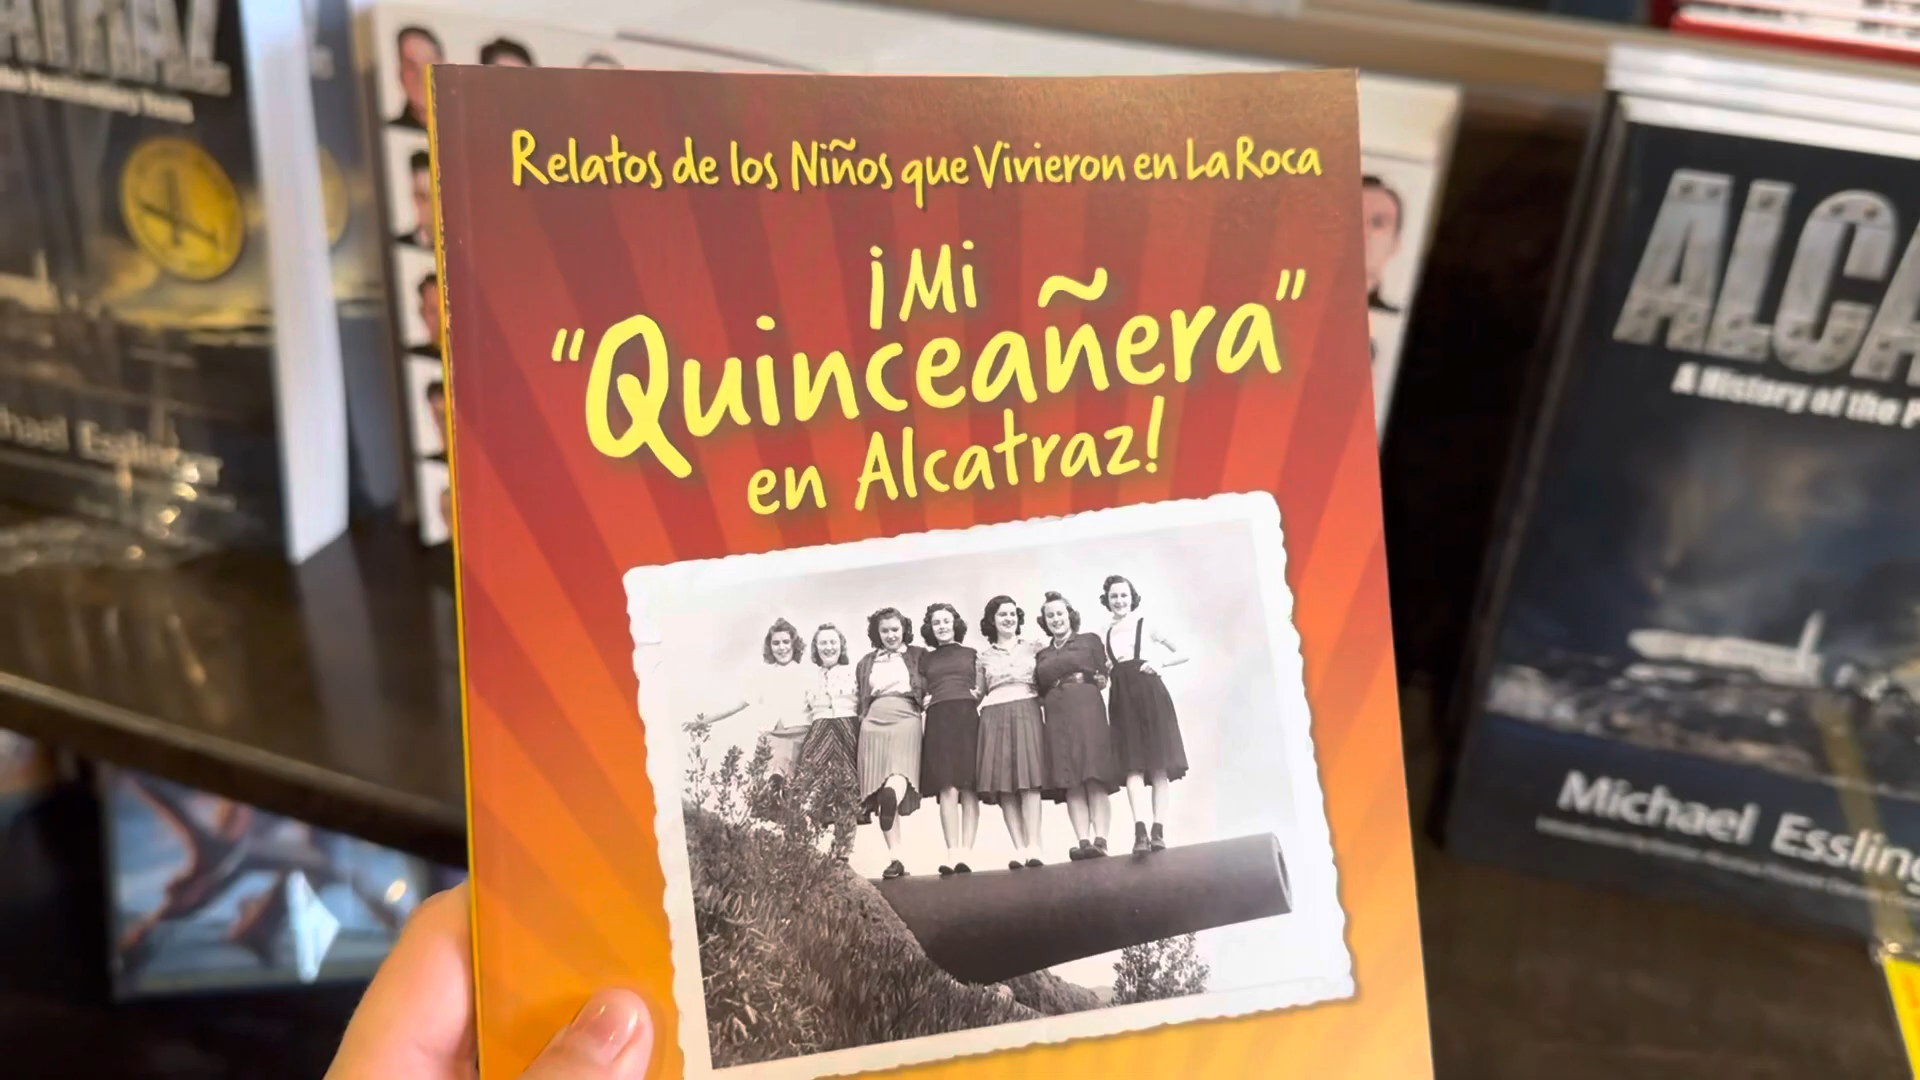 Relatos de los Niños que Vivieron en La Roca
¡Mi
"Quinceañera"
en Alcatraz!
ALCA
A History of the P
Michael Essling